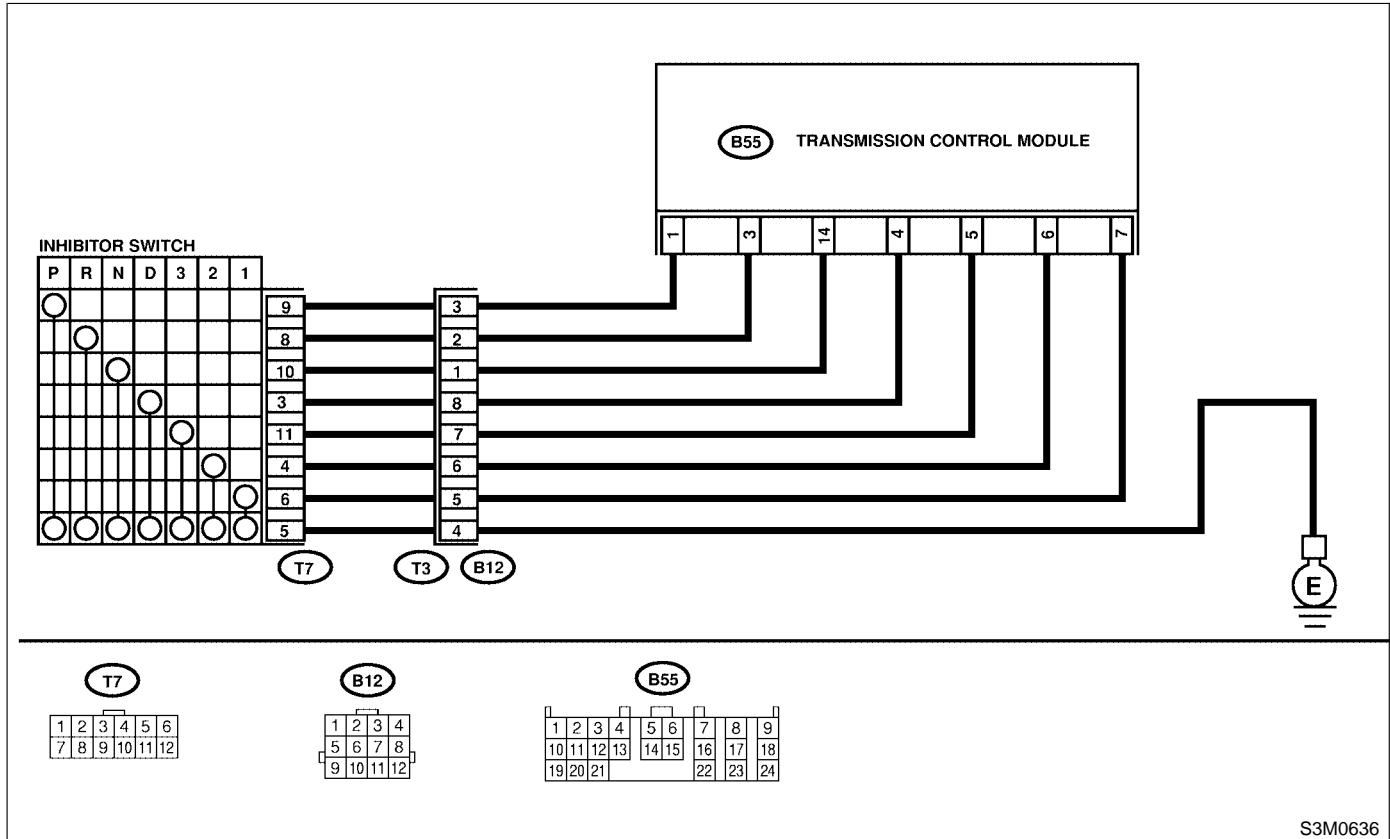 B55 TRANSMISSION CONTROL MODULE
1 3 14 4 5 6 7
INHIBITOR SWITCH
P R N D 3 2 1
9 3
8 2
10 1
3 8
11 7
4 6
6 5
5 4
T7 T3 B12
E
T7 B12 B55
1 2 3 4 5 6
7 8 9 10 11 12
1 2 3 4
5 6 7 8
9 10 11 12
1 2 3 4 5 6 7 8 9
10 11 12 13 14 15 16 17 18
19 20 21 22 23 24
S3M0636